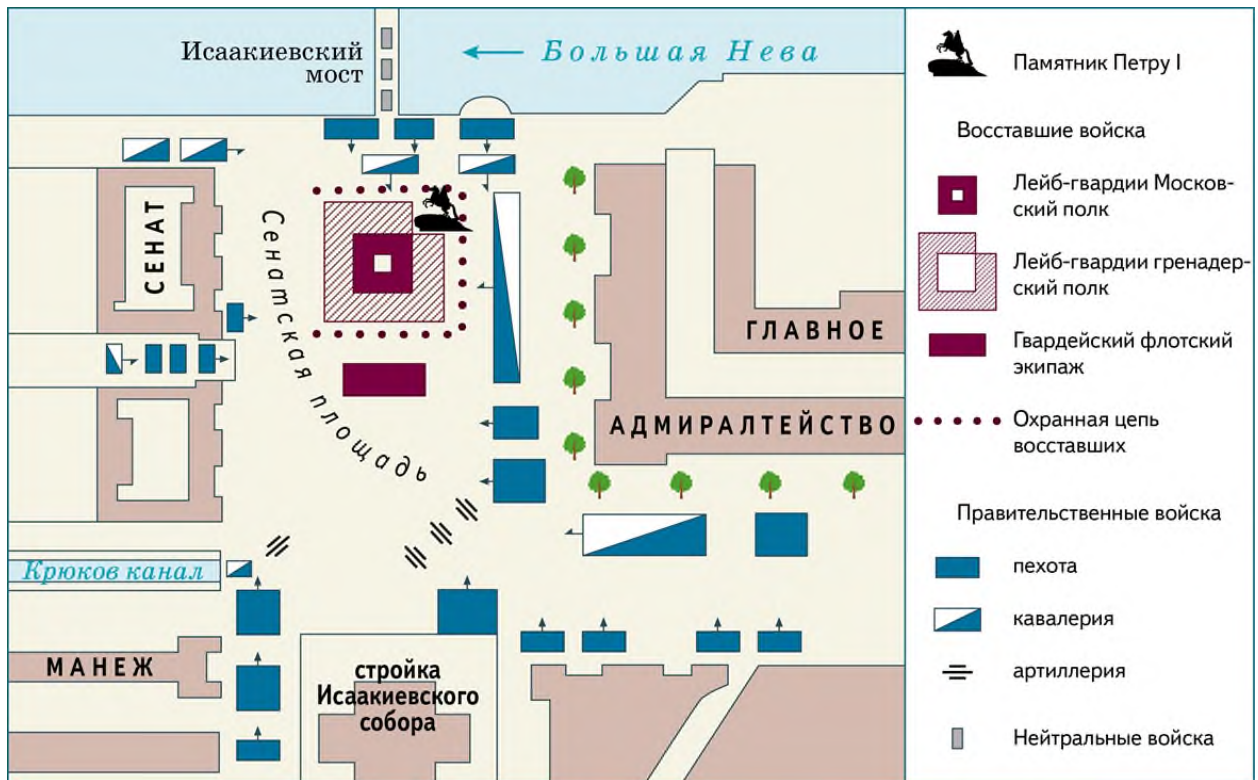 Исаакиевский
мост
Большая Нева
СЕНАТ
Сенатская площадь
ГЛАВНОЕ
АДМИРАЛТЕЙСТВО
Крюков канал
МАНЕЖ
стройка
Исаакиевского
собора
Памятник Петру I
Восставшие войска
Лейб-гвардии Москов-
ский полк
Лейб-гвардии гренадер-
ский полк
Гвардейский флотский
экипаж
Охранная цепь
восставших
Правительственные войска
пехота
кавалерия
артиллерия
Нейтральные войска